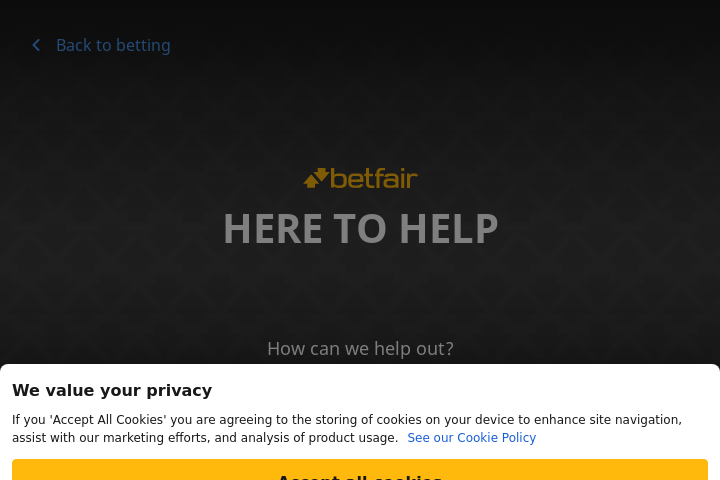 Back to betting
betfair
HERE TO HELP
How can we help out?
We value your privacy
If you 'Accept All Cookies' you are agreeing to the storing of cookies on your device to enhance site navigation,
assist with our marketing efforts, and analysis of product usage. See our Cookie Policy
Accept all cookies